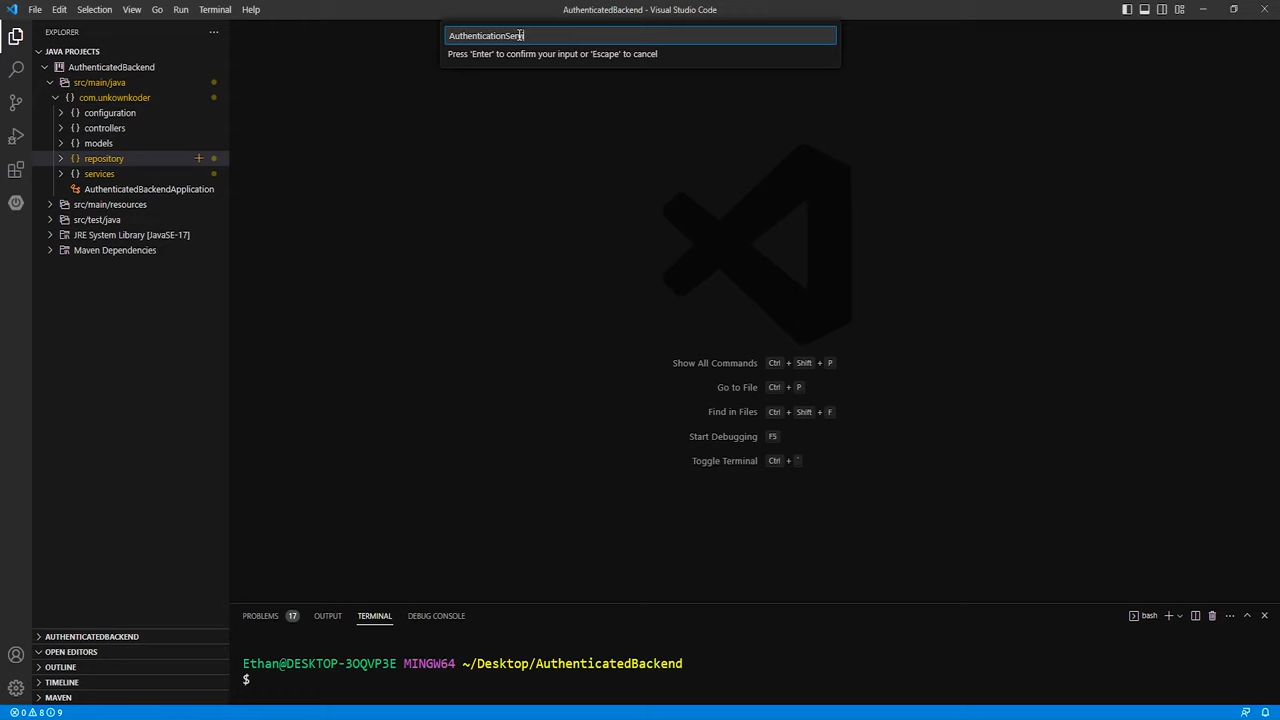 File Edit Selection View Go Run Terminal Help
AuthenticatedBackend - Visual Studio Code
EXPLORER
AuthenticationServ
Press 'Enter' to confirm your input or 'Escape' to cancel
JAVA PROJECTS
AuthenticatedBackend
src/main/java
{} com.unkownkoder
{} configuration
{} controllers
{} models
{} repository
{} services
AuthenticatedBackendApplication
src/main/resources
src/test/java
JRE System Library [JavaSE-17]
Maven Dependencies
Show All Commands Ctrl + Shift + P
Go to File Ctrl + P
Find in Files Ctrl + Shift + F
Start Debugging F5
Toggle Terminal Ctrl + `
PROBLEMS 17 OUTPUT TERMINAL DEBUG CONSOLE
bash
Ethan@DESKTOP-3OQVP3E MINGW64 ~/Desktop/AuthenticatedBackend
$
AUTHENTICATEDBACKEND
OPEN EDITORS
OUTLINE
TIMELINE
MAVEN
0 8 9